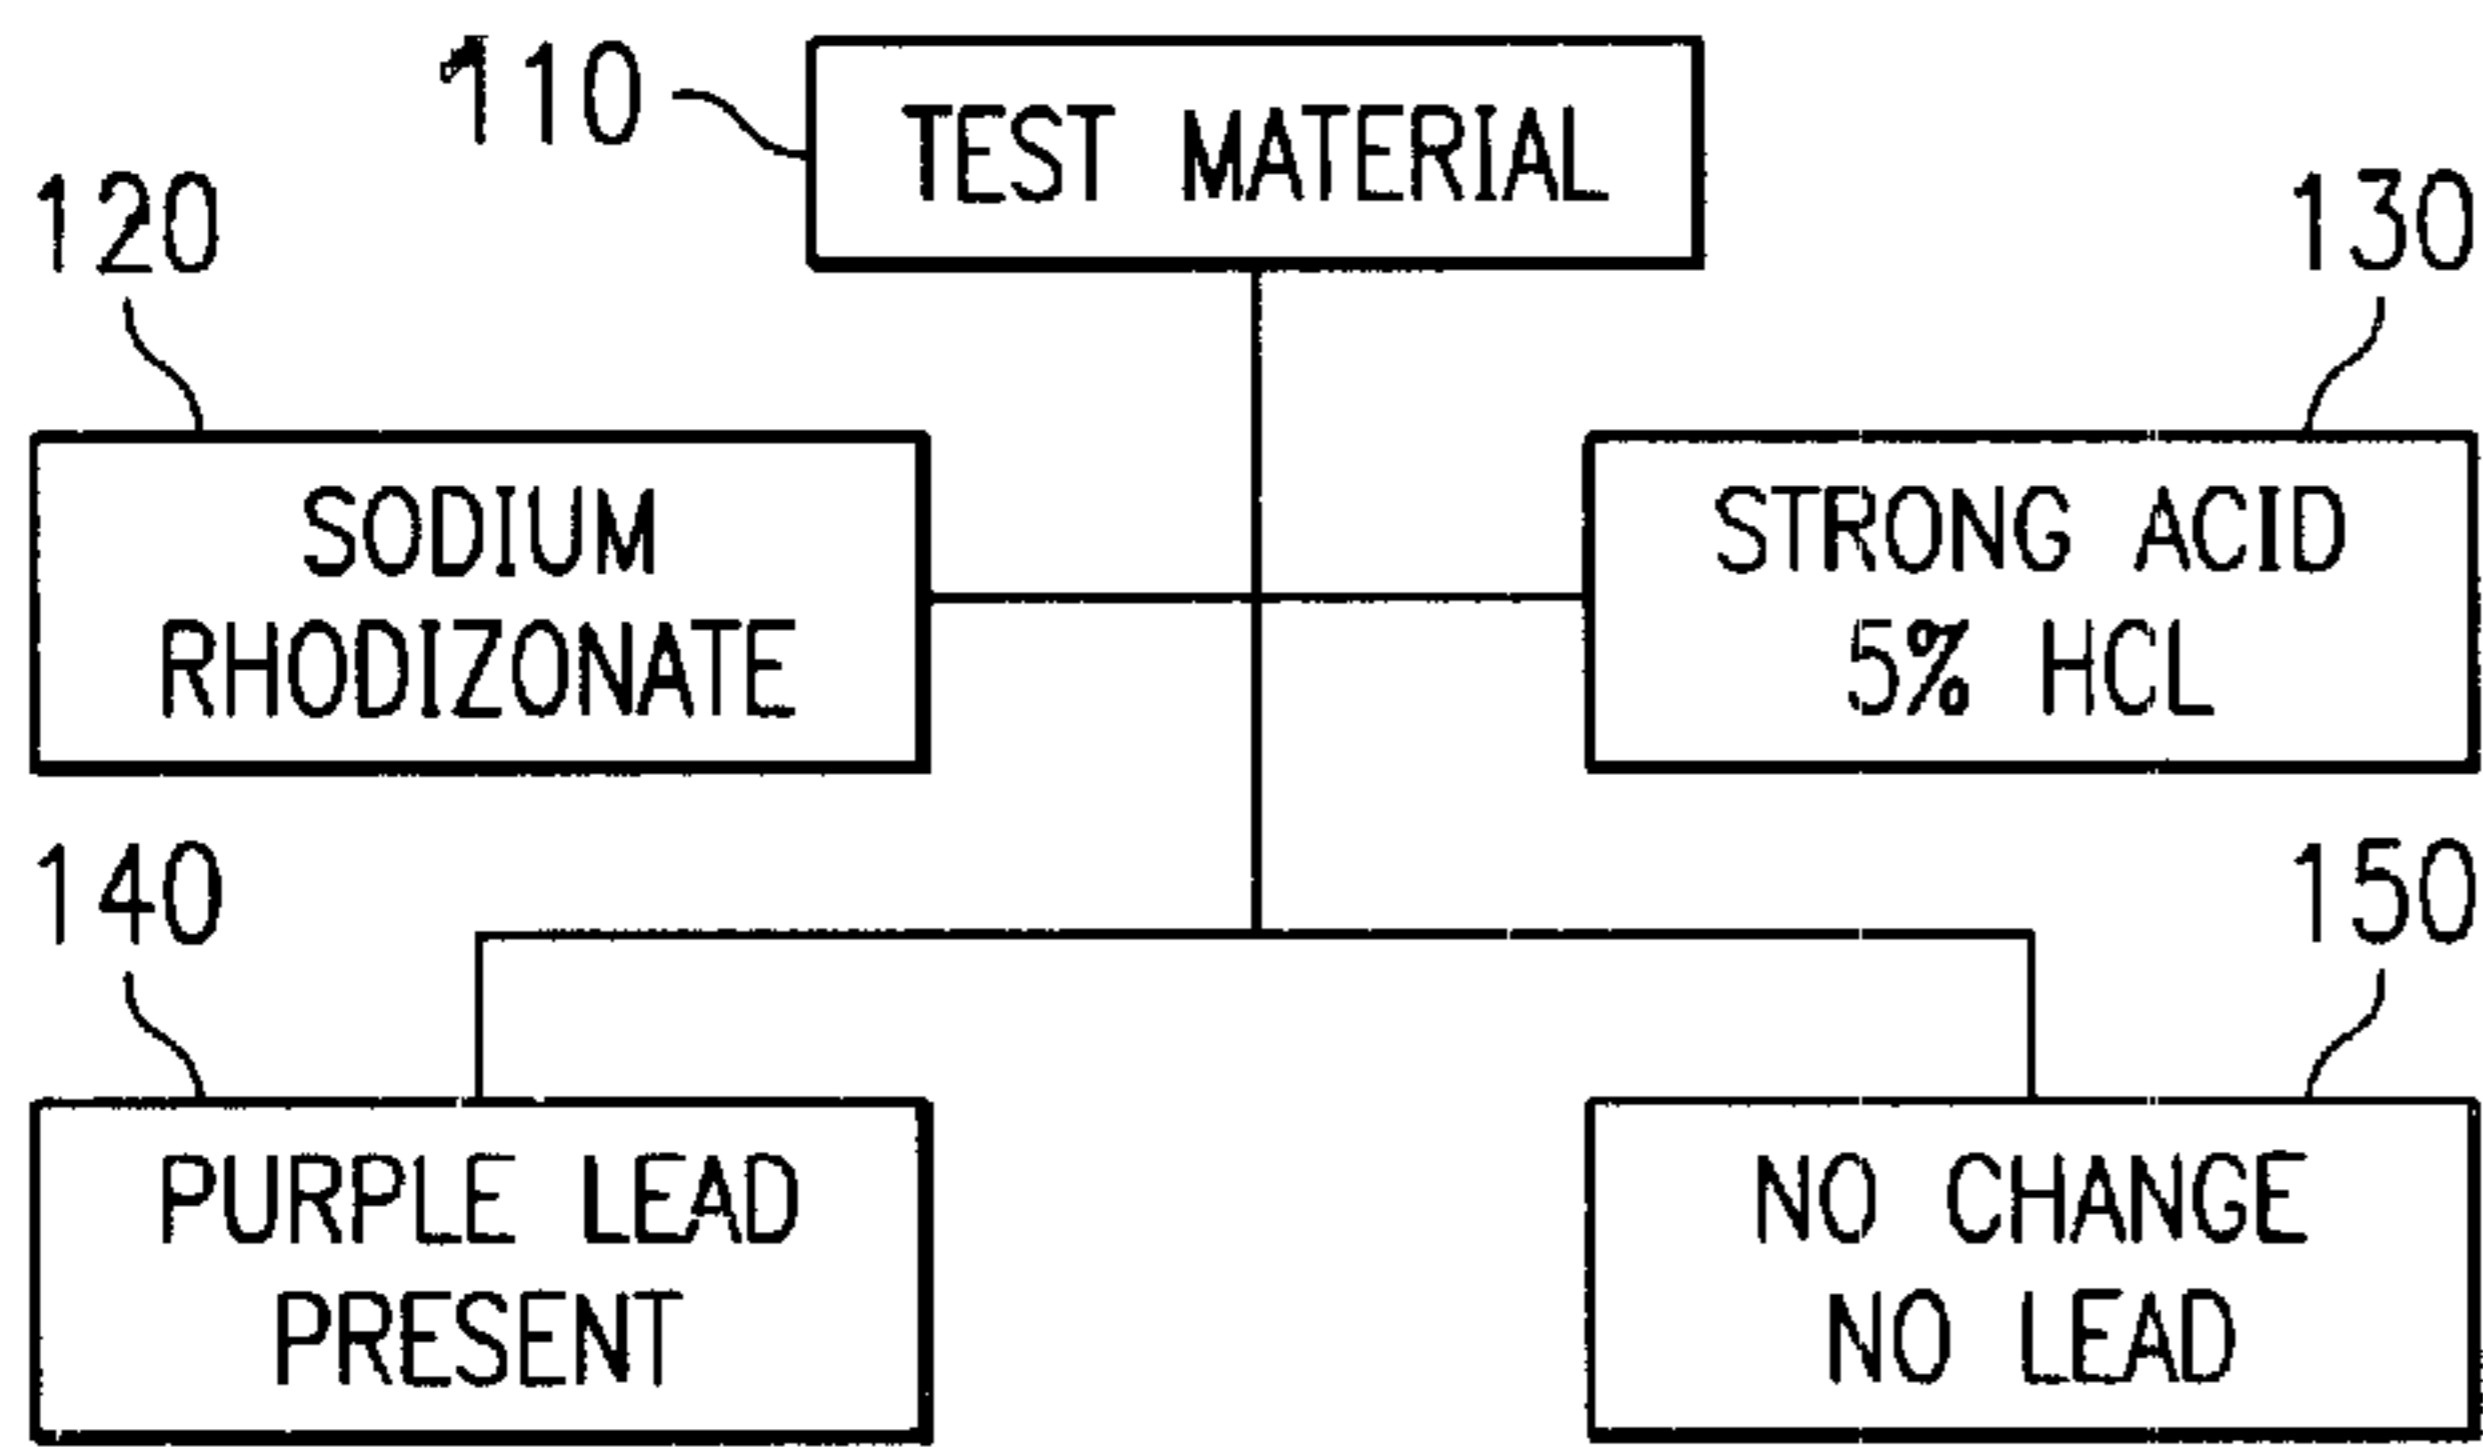 110
TEST MATERIAL
120
130
SODIUM
RHODIZONATE
STRONG ACID
5% HCL
140
150
PURPLE LEAD
PRESENT
NO CHANGE
NO LEAD